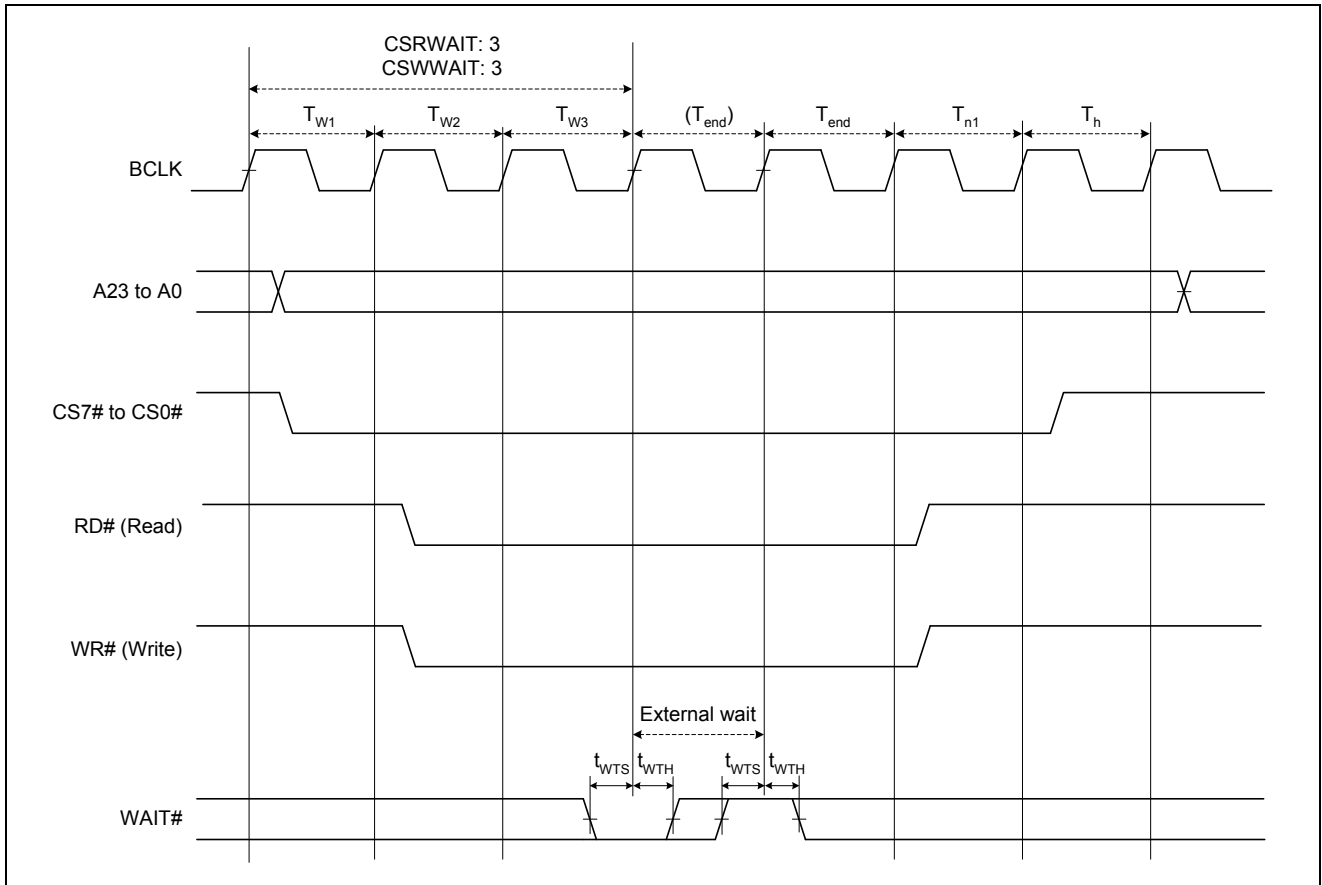 CSRWAIT: 3
CSWWAIT: 3
TW1 TW2 TW3 (Tend) Tend Tn1 Th
BCLK
A23 to A0
CS7# to CS0#
RD# (Read)
WR# (Write)
External wait
tWTS tWTH tWTS tWTH
WAIT#